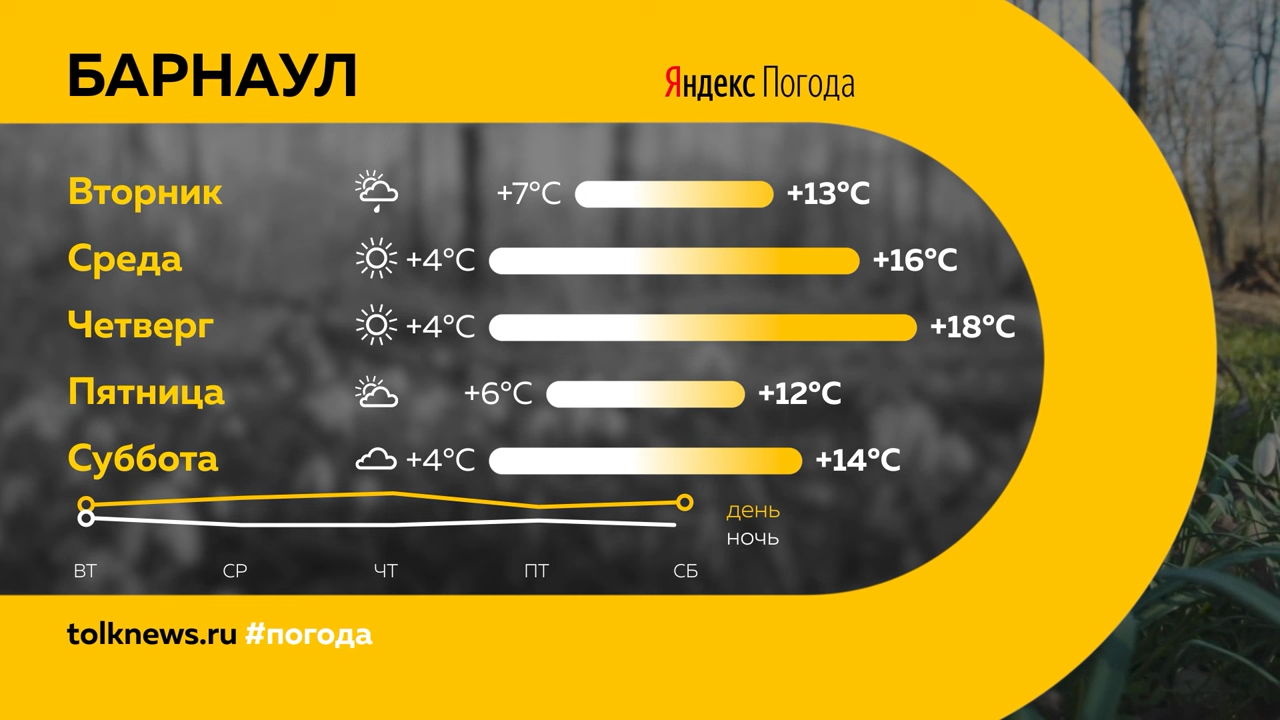 БАРНАУЛ
Яндекс Погода
Вторник +7°C +13°C
Среда +4°C +16°C
Четверг +4°C +18°C
Пятница +6°C +12°C
Суббота +4°C +14°C
день
ночь
ВТ СР ЧТ ПТ СБ
tolknews.ru #погода